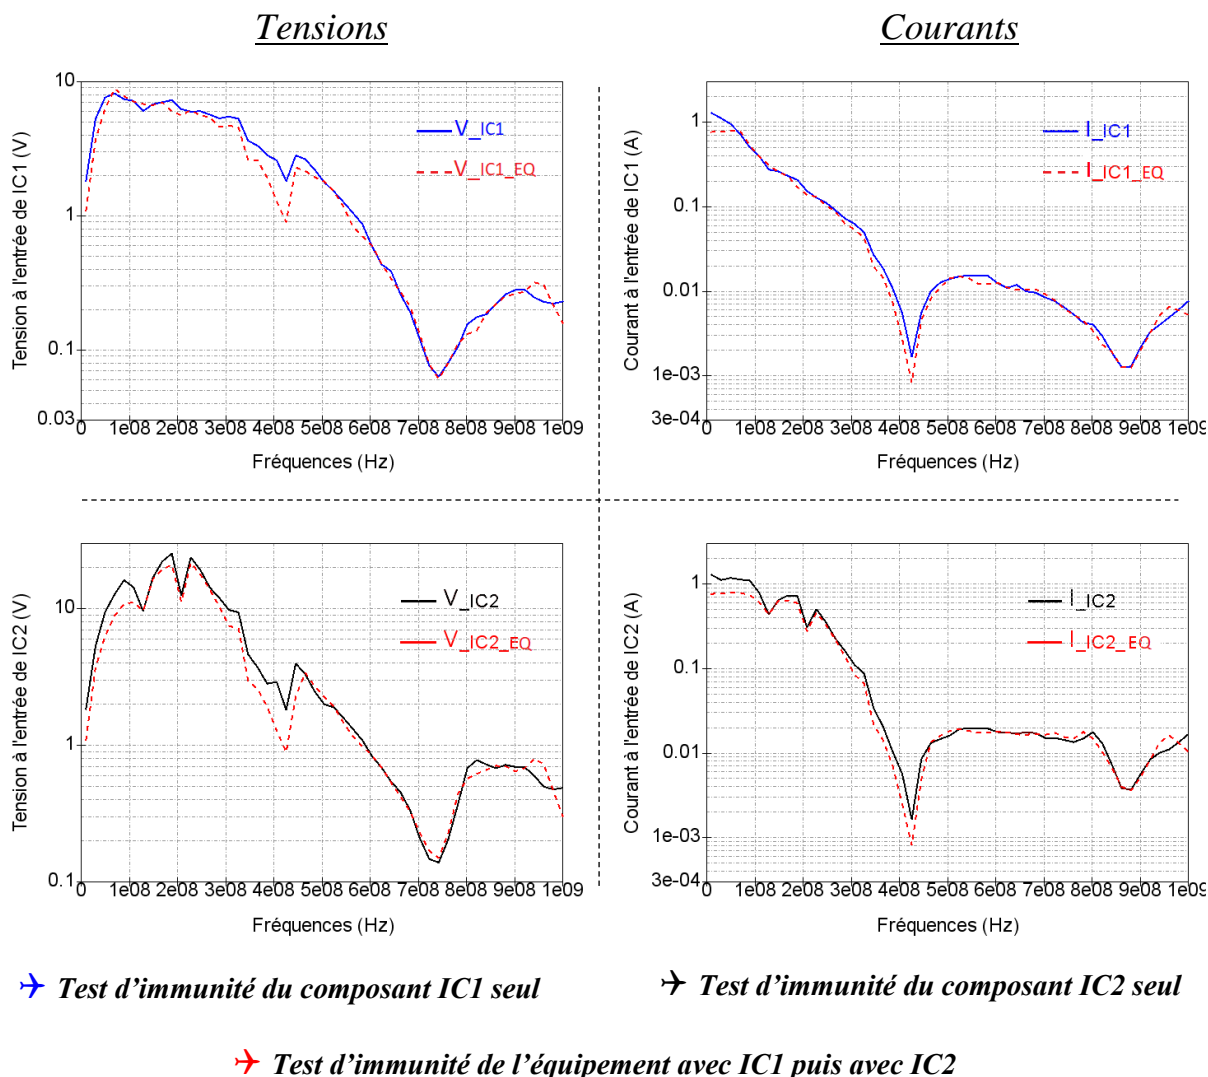 Tensions
Courants
Tension à l'entrée de IC1 (V)
10
1
0.1
0.03
V_IC1
V_IC1_EQ
0 1e08 2e08 3e08 4e08 5e08 6e08 7e08 8e08 9e08 1e09
Fréquences (Hz)
Courant à l'entrée de IC1 (A)
1
0.1
0.01
1e-03
3e-04
I_IC1
I_IC1_EQ
0 1e08 2e08 3e08 4e08 5e08 6e08 7e08 8e08 9e08 1e09
Fréquences (Hz)
Tension à l'entrée de IC2 (V)
10
1
0.1
V_IC2
V_IC2_EQ
0 1e08 2e08 3e08 4e08 5e08 6e08 7e08 8e08 9e08 1e09
Fréquences (Hz)
Courant à l'entrée de IC2 (A)
1
0.1
0.01
1e-03
3e-04
I_IC2
I_IC2_EQ
0 1e08 2e08 3e08 4e08 5e08 6e08 7e08 8e08 9e08 1e09
Fréquences (Hz)
Test d’immunité du composant IC1 seul
Test d’immunité du composant IC2 seul
Test d’immunité de l’équipement avec IC1 puis avec IC2